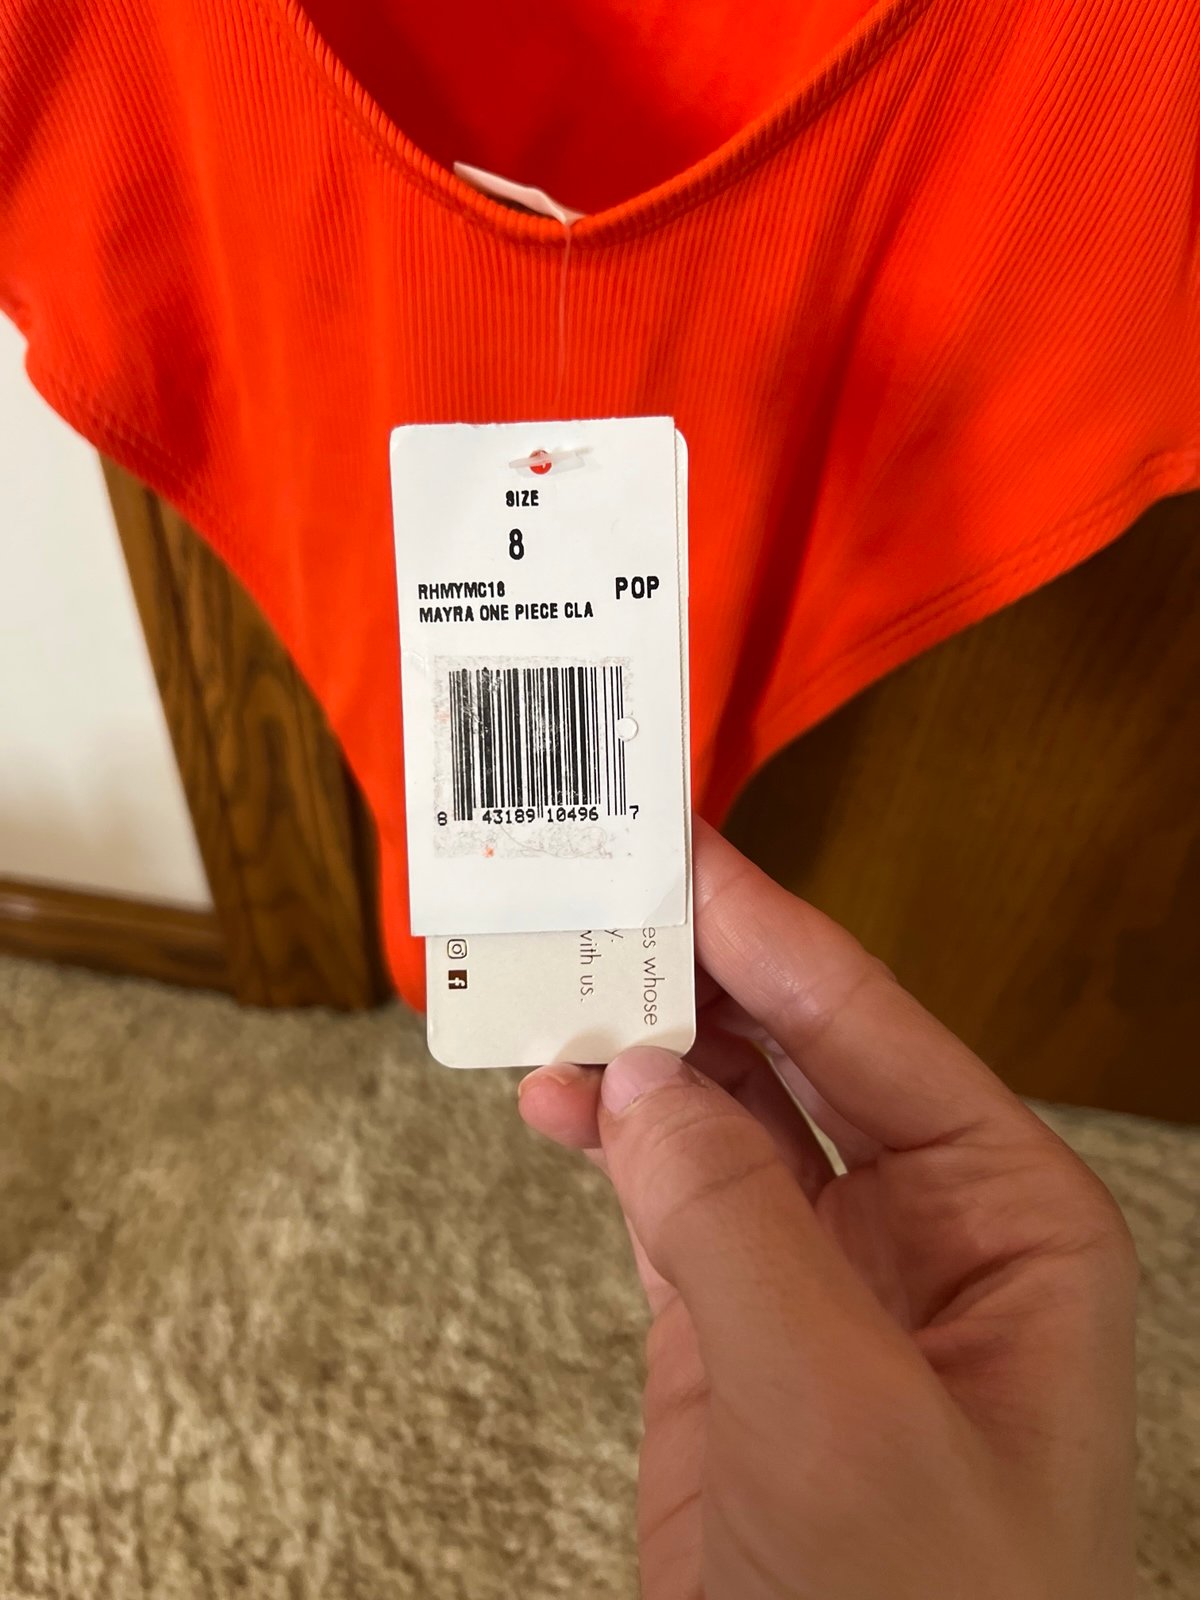 SIZE
8
RHMYMC18
POP
MAYRA ONE PIECE CLA
8 43189 10496 7
es whose
y.
with us.